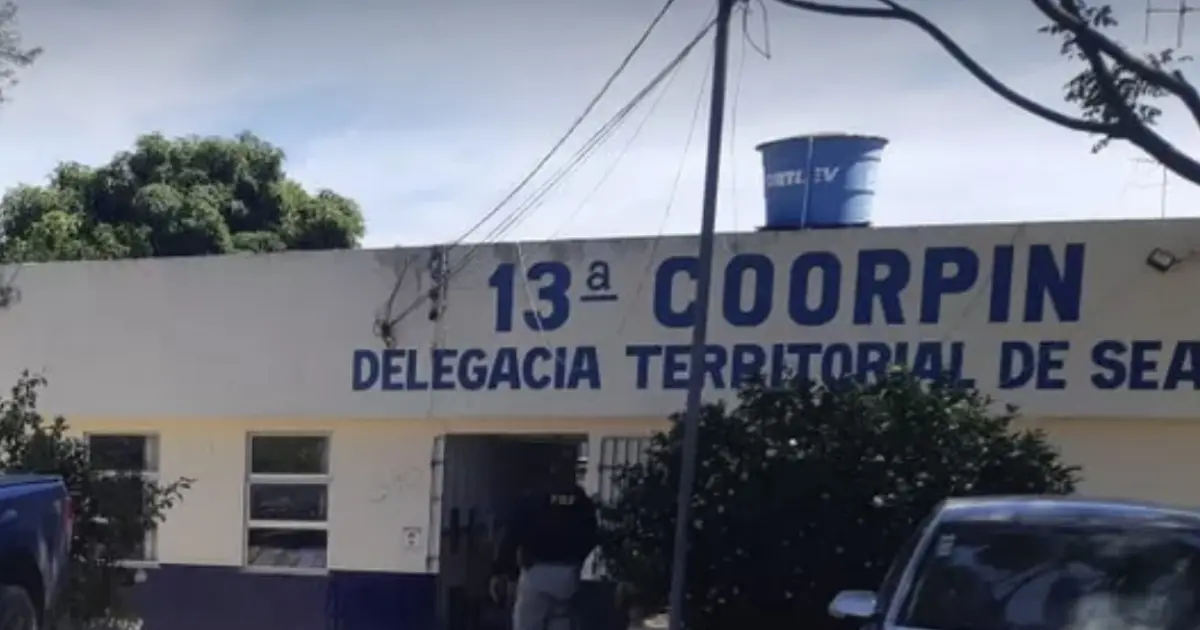 13ª COORPIN
DELEGACIA TERRITORIAL DE SEA